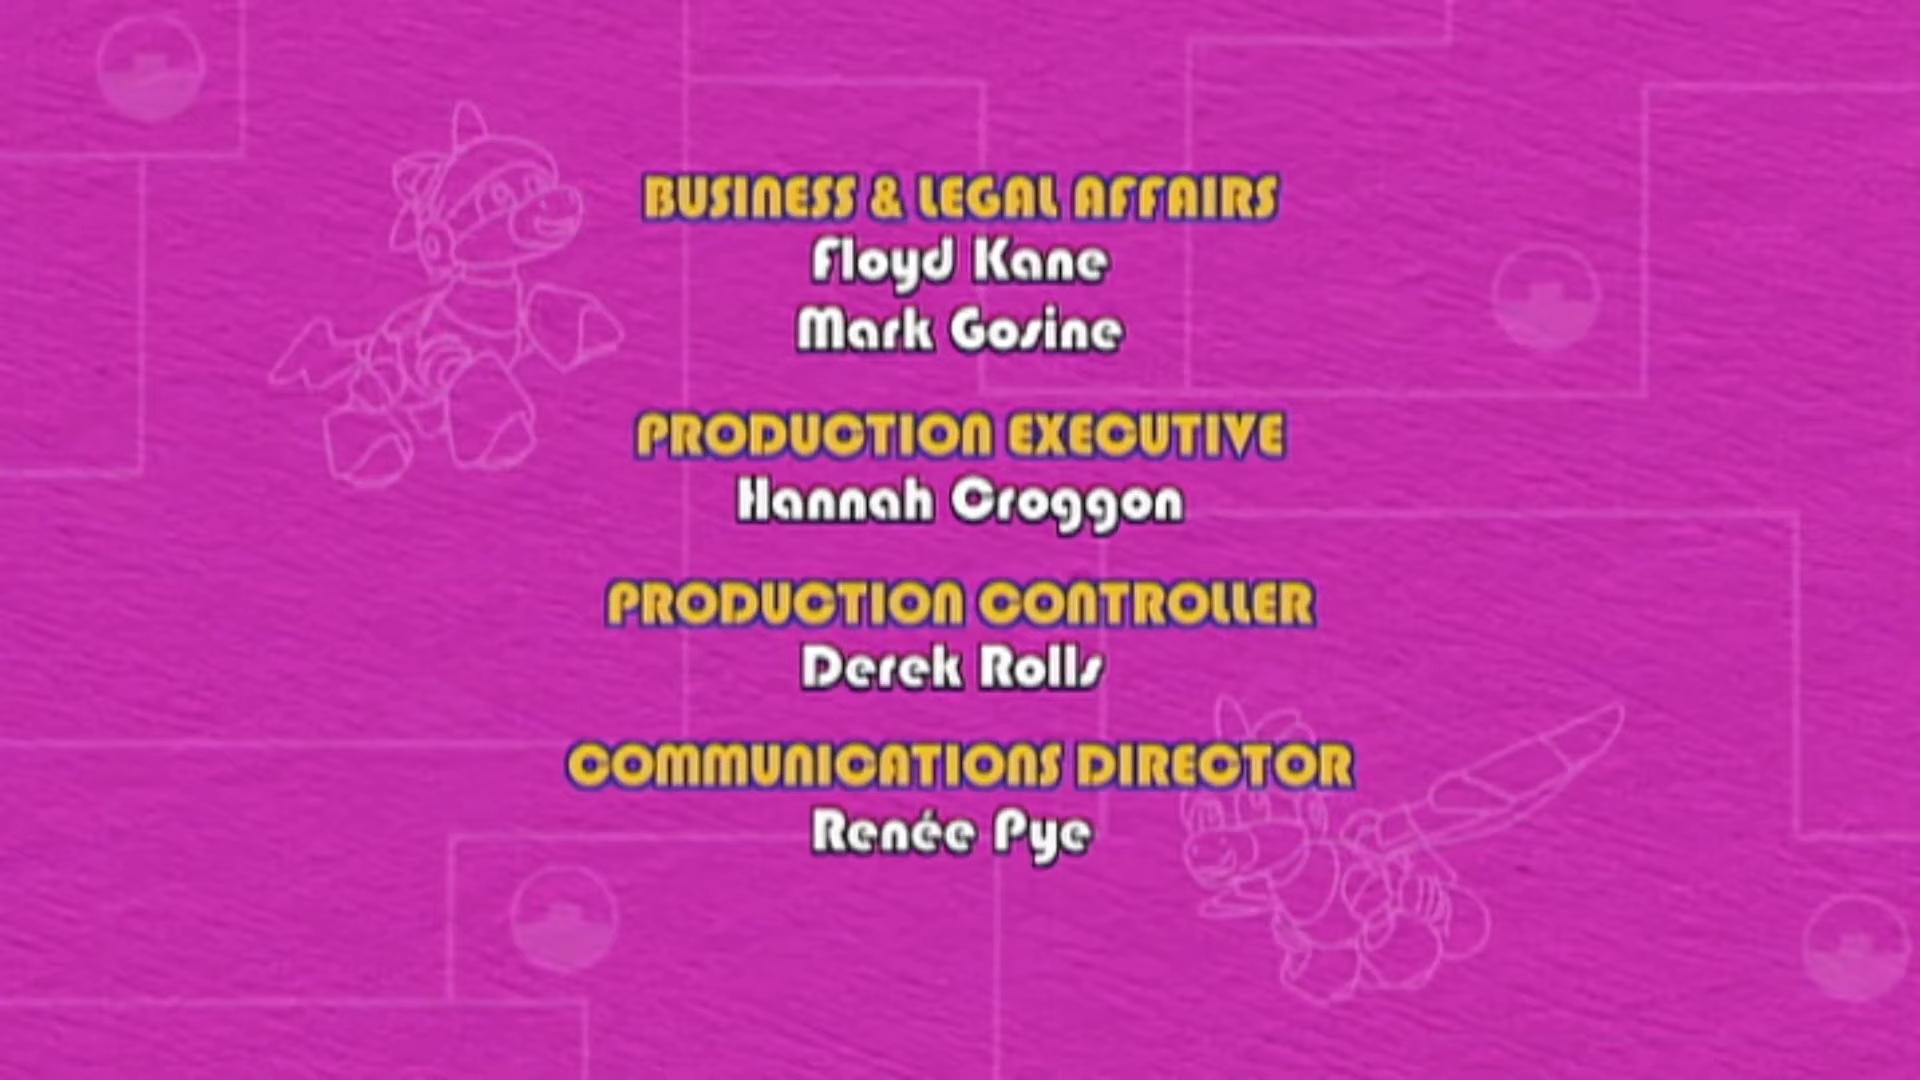 BUSINESS & LEGAL AFFAIRS
Floyd Kane
Mark Gosine
PRODUCTION EXECUTIVE
Hannah Croggon
PRODUCTION CONTROLLER
Derek Rolls
COMMUNICATIONS DIRECTOR
Renée Pye